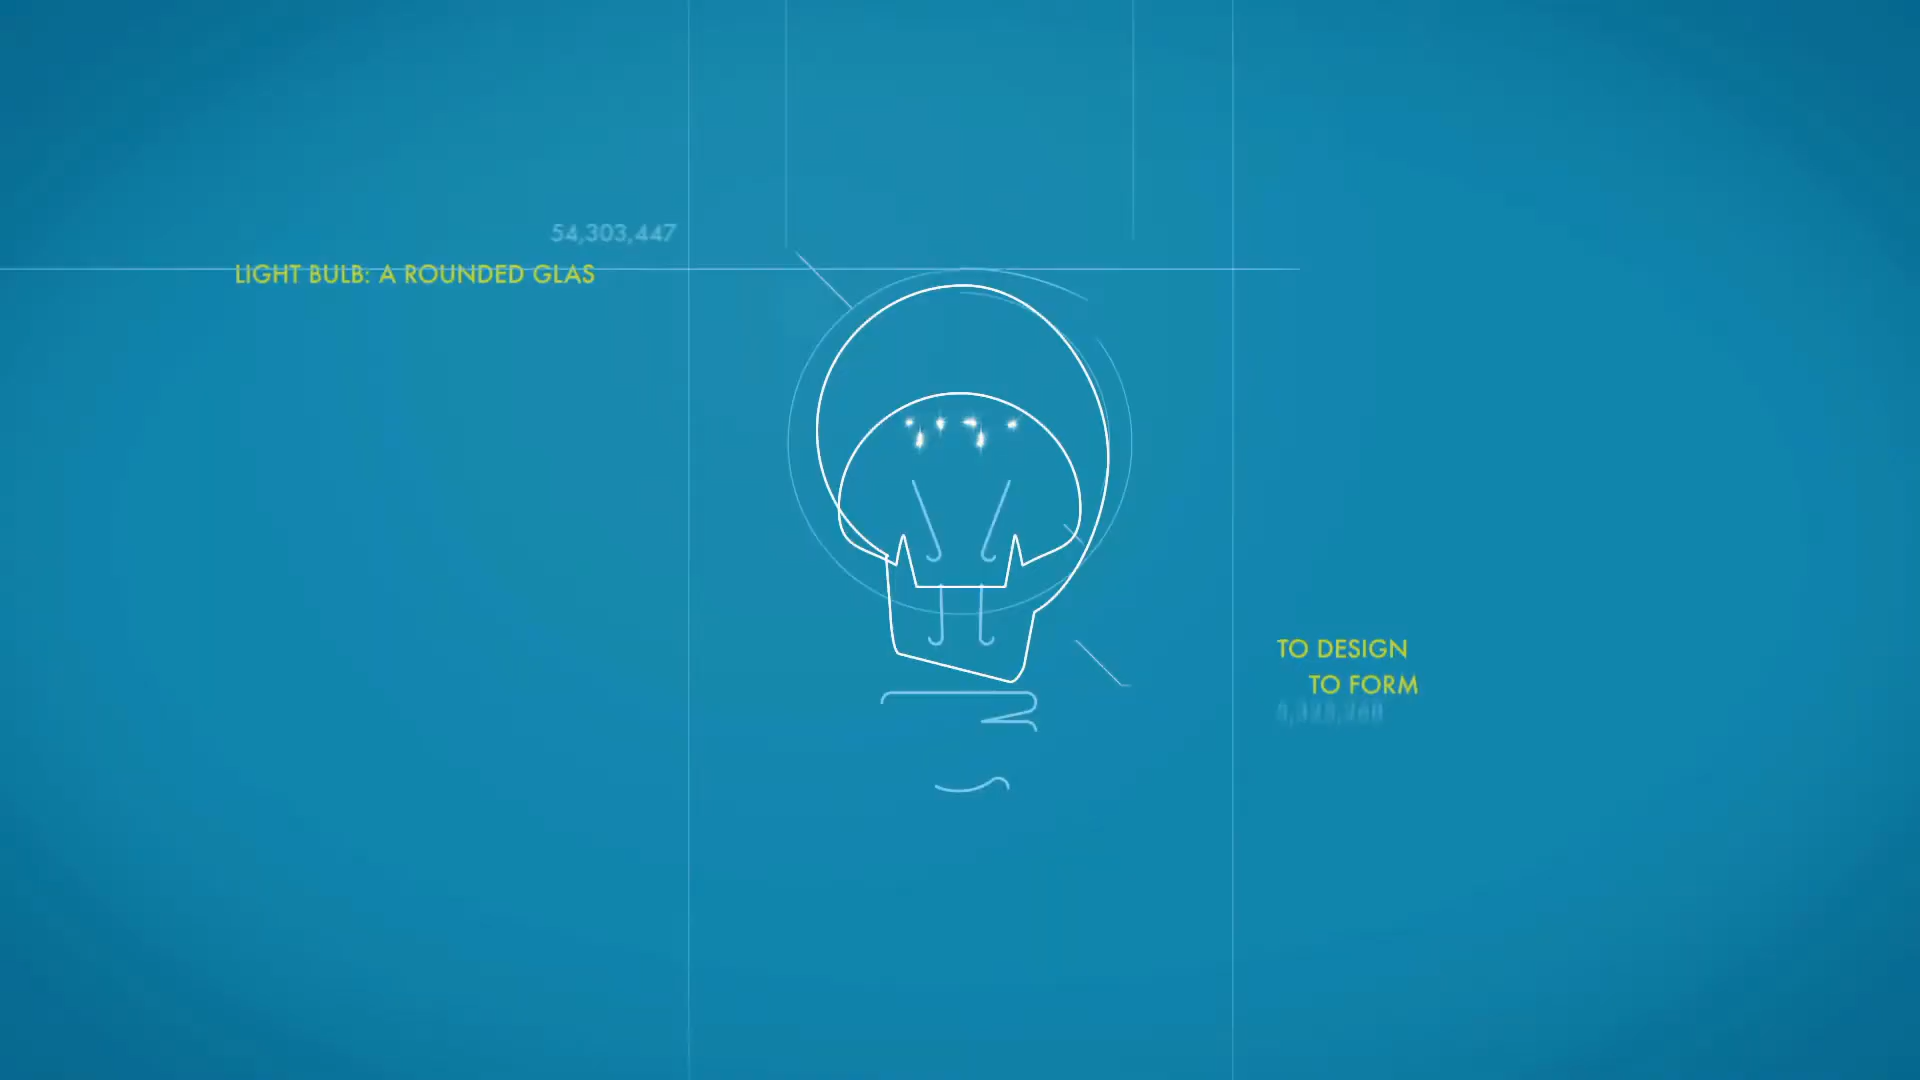 54,303,447
LIGHT BULB: A ROUNDED GLAS
TO DESIGN
TO FORM